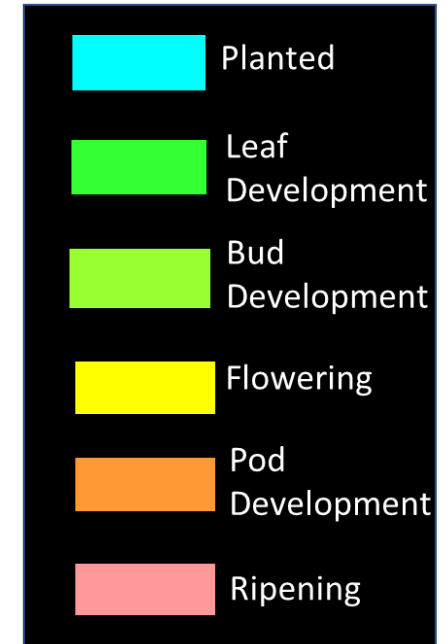 Planted
Leaf
Development
Bud
Development
Flowering
Pod
Development
Ripening